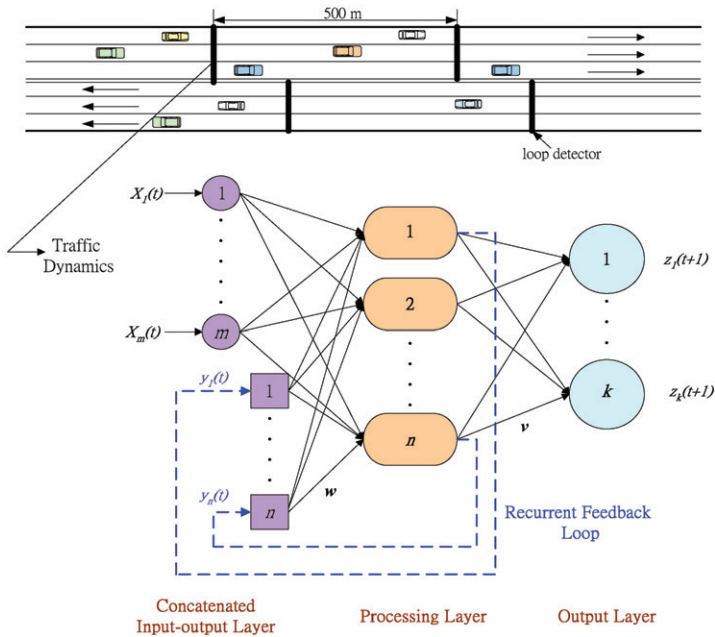 500 m
loop detector
Traffic
Dynamics
X1(t)
1
1
1
z1(t+1)
2
Xm(t)
m
y1(t)
1
k
zk(t+1)
n
v
yn(t)
n
w
Recurrent Feedback
Loop
Concatenated
Input-output Layer
Processing Layer
Output Layer